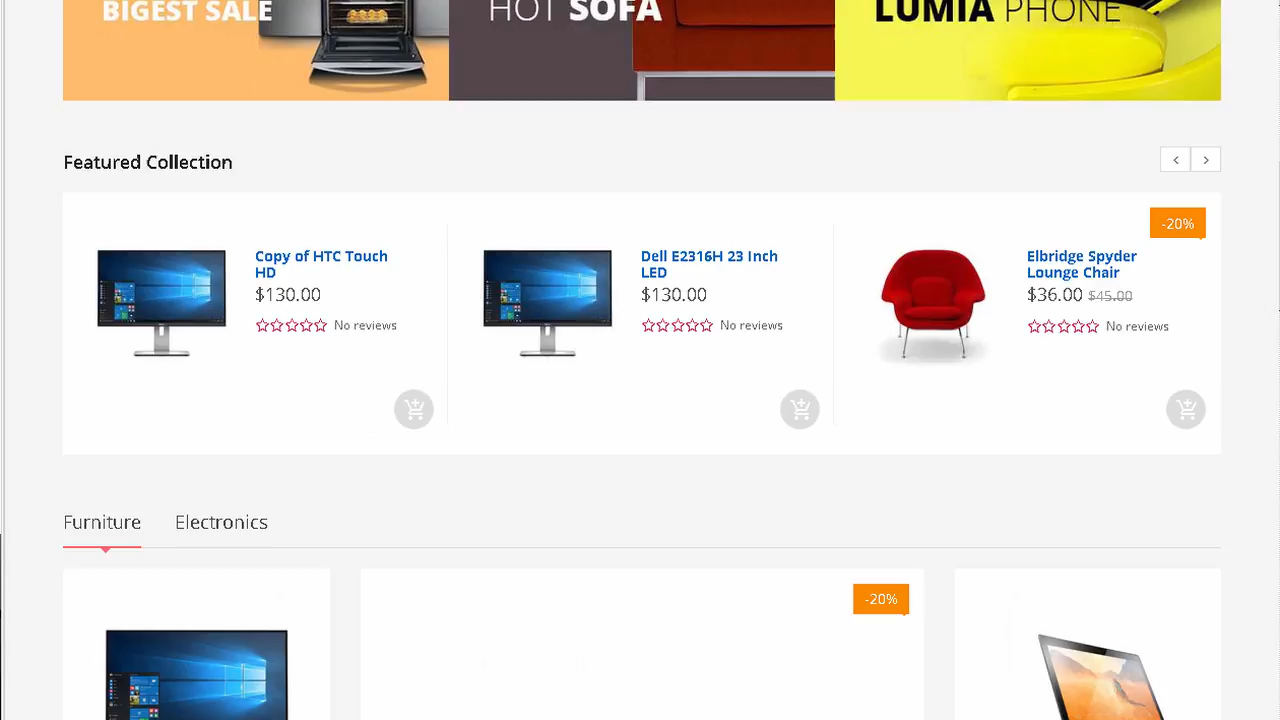 BIGEST SALE
HOT SOFA
LUMIA PHONE
Featured Collection
-20%
Copy of HTC Touch
HD
$130.00
No reviews
Dell E2316H 23 Inch
LED
$130.00
No reviews
Elbridge Spyder
Lounge Chair
$36.00 $45.00
No reviews
Furniture
Electronics
-20%